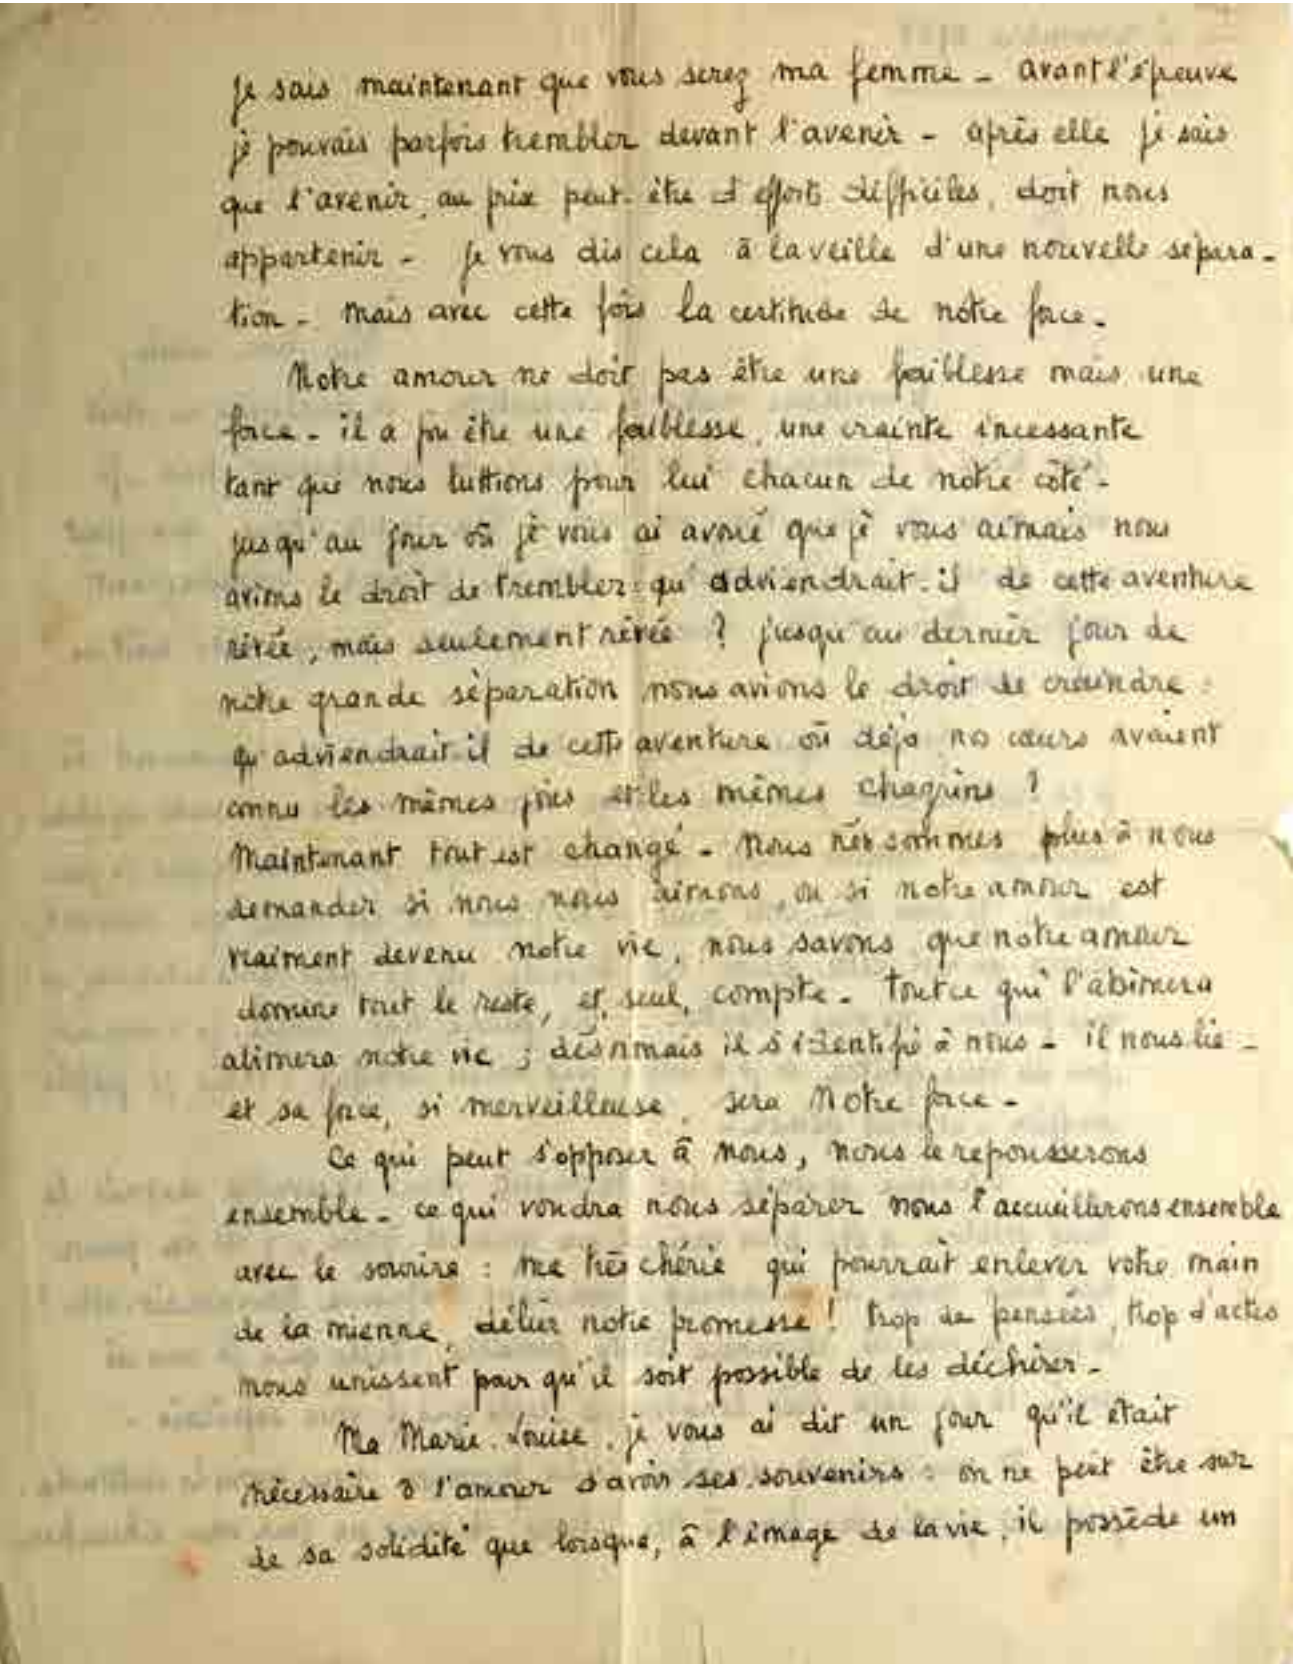 je sais maintenant que vous serez ma femme - avant l'épreuve
je pouvais parfois trembler devant l'avenir - après elle je sais
que l'avenir, au prix peut-être d'efforts difficiles, doit nous
appartenir - je vous dis cela à la veille d'une nouvelle sépara-
tion - mais avec cette fois la certitude de notre force -
Notre amour ne doit pas être une faiblesse mais une
force - il a pu être une faiblesse, une crainte incessante
tant que nous luttions pour lui chacun de notre côté -
jusqu'au jour où je vous ai avoué que je vous aimais nous
avions le droit de trembler : qu'adviendrait-il de cette aventure
rêvée, mais seulement rêvée ? jusqu'au dernier jour de
notre grande séparation nous avions le droit de craindre :
qu'adviendrait-il de cette aventure où déjà nos cœurs avaient
connu les mêmes joies et les mêmes chagrins ?
Maintenant tout est changé - Nous sommes plus à nous
demander si nous nous aimons, ou si notre amour est
vraiment devenu notre vie, nous savons que notre amour
domine tout le reste, et, seul, compte - tout ce qui l'abîmera
abîmera notre vie ; désormais il s'identifie à nous - il nous lie -
et sa force, si merveilleuse, sera Notre force -
Ce qui peut s'opposer à nous, nous le repousserons
ensemble - ce qui voudra nous séparer nous l'accueillerons ensemble
avec le sourire : ma très chérie qui pourrait enlever votre main
de la mienne, délier notre promesse ! trop de pensées, trop d'actes
nous unissent pour qu'il soit possible de les déchirer -
Ma Marie-Louise, je vous ai dit un jour qu'il était
nécessaire à l'amour d'avoir ses souvenirs : on ne peut être sur
de sa solidité que lorsque, à l'image de la vie, il possède un